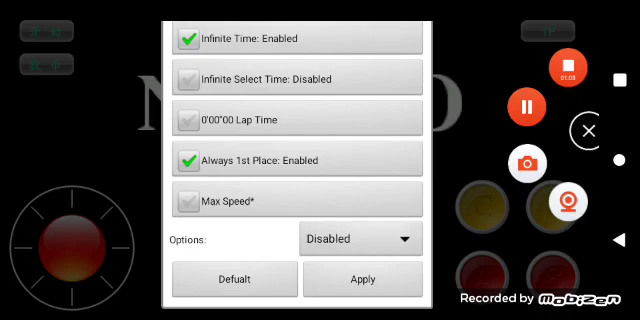 Infinite Time: Enabled
Infinite Select Time: Disabled
0'00"00 Lap Time
Always 1st Place: Enabled
Max Speed*
Options:
Disabled
Defualt
Apply
01:03
Recorded by mobizen